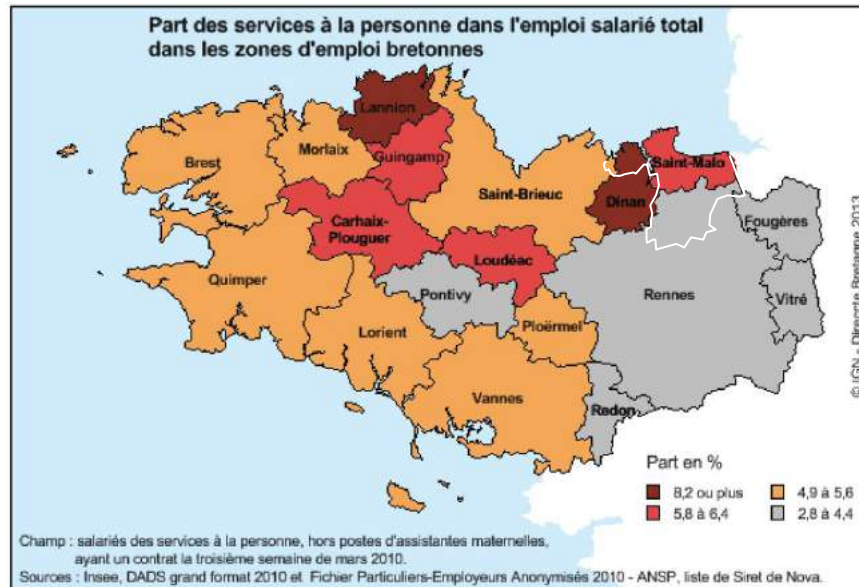 Part des services à la personne dans l'emploi salarié total
dans les zones d'emploi bretonnes
Lannion
Morlaix
Guingamp
Brest
Saint-Malo
Saint-Brieuc
Dinan
Fougères
Carhaix-
Plouguer
Loudéac
Quimper
Pontivy
Rennes
Vitré
Lorient
Ploërmel
Vannes
Redon
©IGN - Direccte Bretagne 2013
Part en %
8,2 ou plus
4,9 à 5,6
5,8 à 6,4
2,8 à 4,4
Champ : salariés des services à la personne, hors postes d'assistantes maternelles,
ayant un contrat la troisième semaine de mars 2010.
Sources : Insee, DADS grand format 2010 et Fichier Particuliers-Employeurs Anonymisés 2010 - ANSP, liste de Siret de Nova.